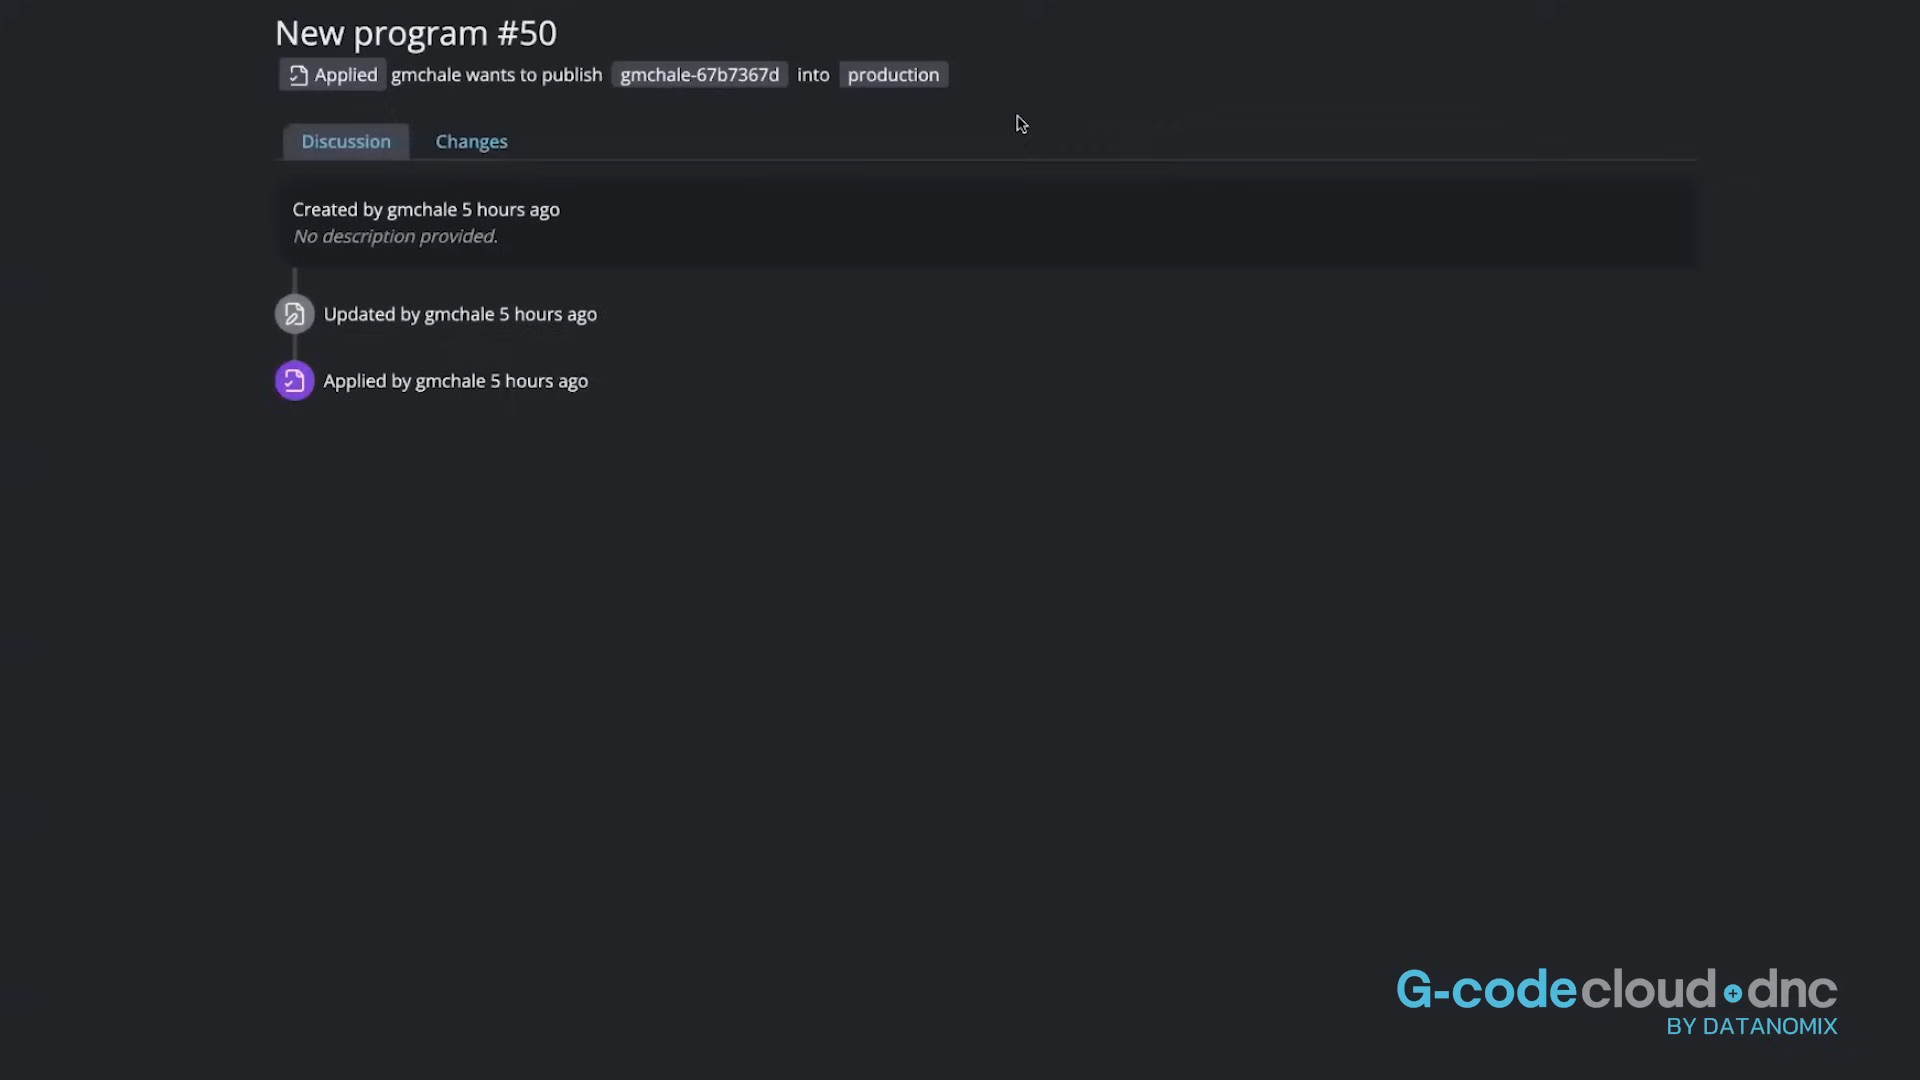 New program #50
Applied gmchale wants to publish gmchale-67b7367d into production
Discussion Changes
Created by gmchale 5 hours ago
No description provided.
Updated by gmchale 5 hours ago
Applied by gmchale 5 hours ago
G-codecloud dnc
BY DATANOMIX